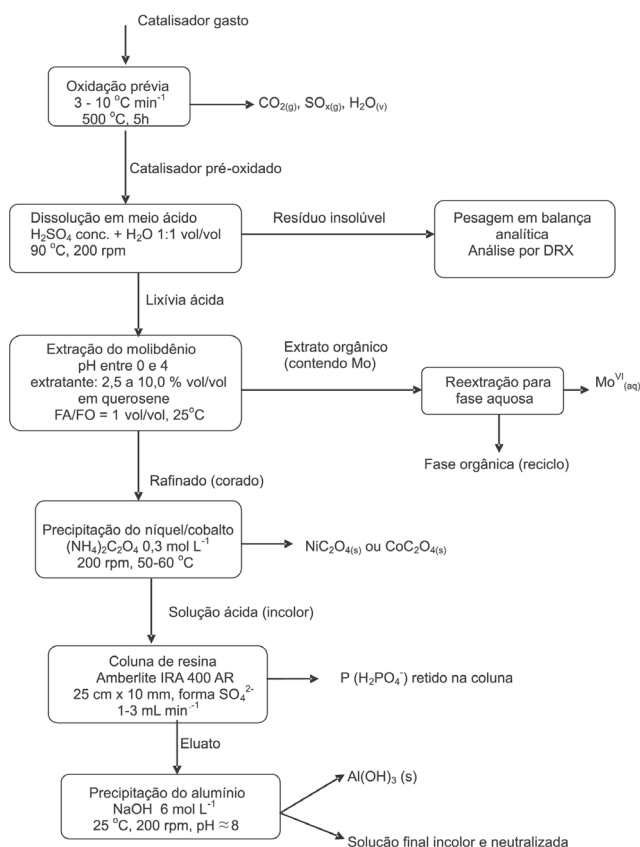 Catalisador gasto
Oxidação prévia
3 - 10 °C min⁻¹
500 °C, 5h
CO₂₍g₎, SOₓ₍g₎, H₂O₍ᵥ₎
Catalisador pré-oxidado
Dissolução em meio ácido
H₂SO₄ conc. + H₂O 1:1 vol/vol
90 °C, 200 rpm
Resíduo insolúvel
Pesagem em balança
analítica
Análise por DRX
Lixívia ácida
Extração do molibdênio
pH entre 0 e 4
extratante: 2,5 a 10,0 % vol/vol
em querosene
FA/FO = 1 vol/vol, 25°C
Extrato orgânico
(contendo Mo)
Reextração para
fase aquosa
Mo^VI(aq)
Fase orgânica (reciclo)
Rafinado (corado)
Precipitação do níquel/cobalto
(NH₄)₂C₂O₄ 0,3 mol L⁻¹
200 rpm, 50-60 °C
NiC₂O₄₍ₛ₎ ou CoC₂O₄₍ₛ₎
Solução ácida (incolor)
Coluna de resina
Amberlite IRA 400 AR
25 cm x 10 mm, forma SO₄²⁻
1-3 mL min⁻¹
P (H₂PO₄⁻) retido na coluna
Eluato
Precipitação do alumínio
NaOH 6 mol L⁻¹
25 °C, 200 rpm, pH ≈ 8
Al(OH)₃ (s)
Solução final incolor e neutralizada